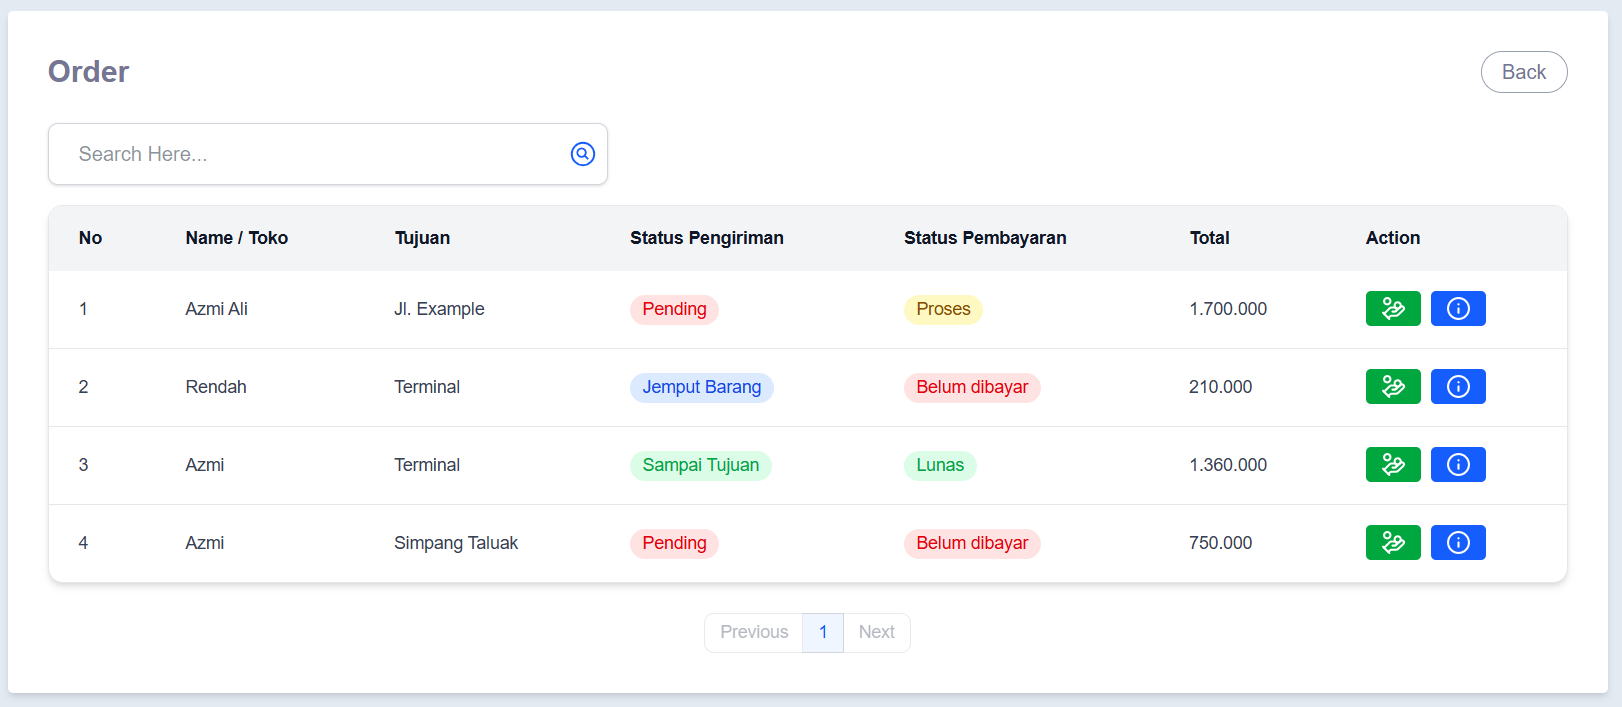 Order
Back
Search Here...
No Name / Toko Tujuan Status Pengiriman Status Pembayaran Total Action
1 Azmi Ali Jl. Example Pending Proses 1.700.000
2 Rendah Terminal Jemput Barang Belum dibayar 210.000
3 Azmi Terminal Sampai Tujuan Lunas 1.360.000
4 Azmi Simpang Taluak Pending Belum dibayar 750.000
Previous 1 Next